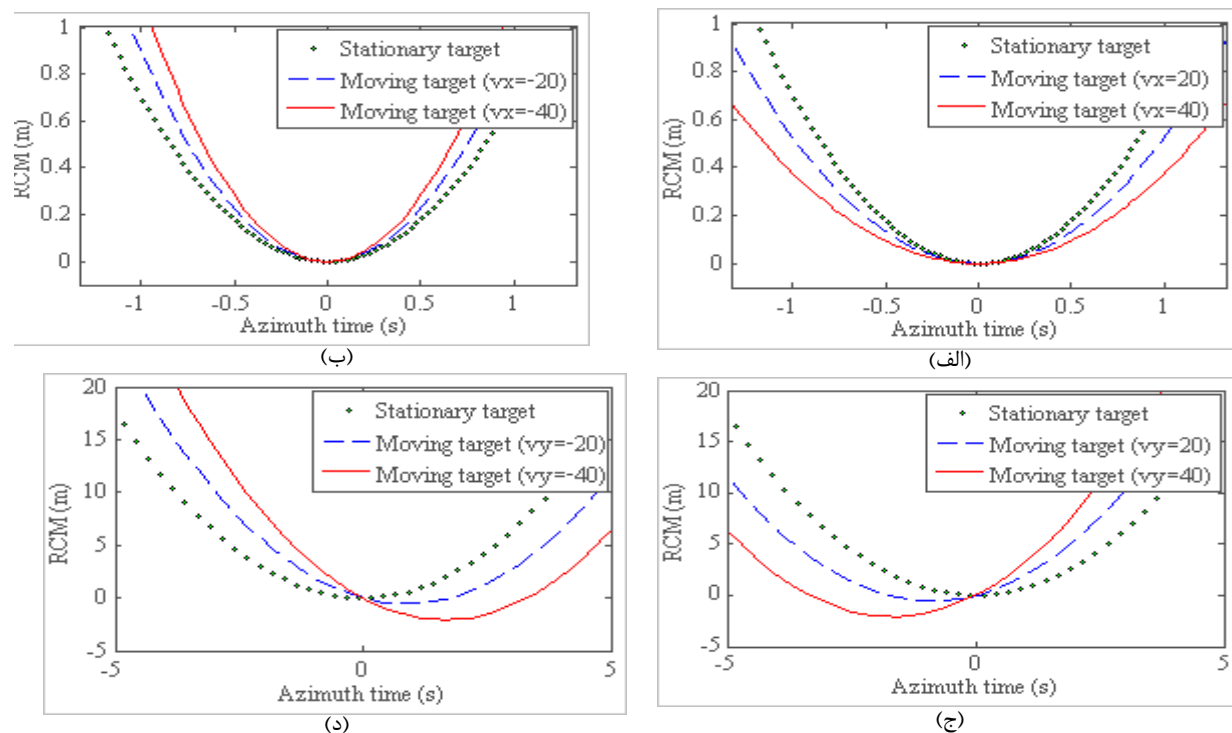 1
0.8
0.6
0.4
0.2
0
RCM (m)
-1
-0.5
0
0.5
1
Azimuth time (s)
Stationary target
Moving target (vx=-20)
Moving target (vx=-40)
(ب)
1
0.8
0.6
0.4
0.2
0
RCM (m)
-1
-0.5
0
0.5
1
Azimuth time (s)
Stationary target
Moving target (vx=20)
Moving target (vx=40)
(الف)
20
15
10
5
0
-5
RCM (m)
-5
0
5
Azimuth time (s)
Stationary target
Moving target (vy=-20)
Moving target (vy=-40)
(د)
20
15
10
5
0
-5
RCM (m)
-5
0
5
Azimuth time (s)
Stationary target
Moving target (vy=20)
Moving target (vy=40)
(ج)